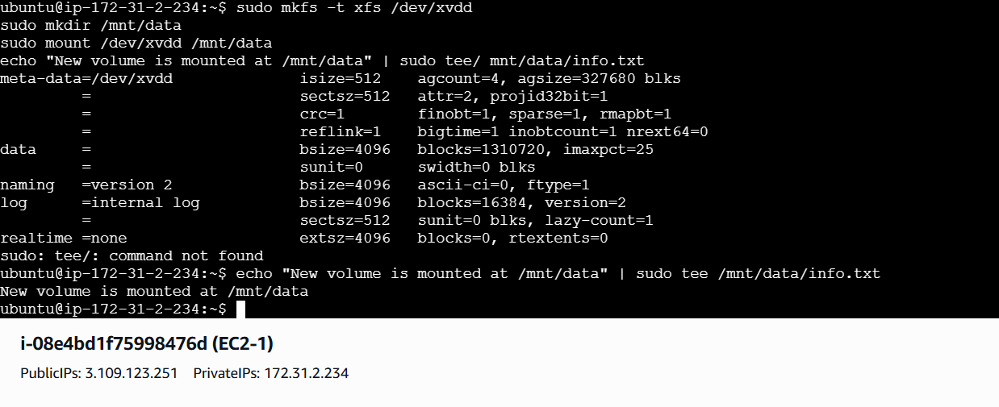 ubuntu@ip-172-31-2-234:~$ sudo mkfs -t xfs /dev/xvdd
sudo mkdir /mnt/data
sudo mount /dev/xvdd /mnt/data
echo "New volume is mounted at /mnt/data" | sudo tee/ mnt/data/info.txt
meta-data=/dev/xvdd              isize=512    agcount=4, agsize=327680 blks
         =                       sectsz=512   attr=2, projid32bit=1
         =                       crc=1        finobt=1, sparse=1, rmapbt=1
         =                       reflink=1    bigtime=1 inobtcount=1 nrext64=0
data     =                       bsize=4096   blocks=1310720, imaxpct=25
         =                       sunit=0      swidth=0 blks
naming   =version 2              bsize=4096   ascii-ci=0, ftype=1
log      =internal log           bsize=4096   blocks=16384, version=2
         =                       sectsz=512   sunit=0 blks, lazy-count=1
realtime =none                   extsz=4096   blocks=0, rtextents=0
sudo: tee/: command not found
ubuntu@ip-172-31-2-234:~$ echo "New volume is mounted at /mnt/data" | sudo tee /mnt/data/info.txt
New volume is mounted at /mnt/data
ubuntu@ip-172-31-2-234:~$
i-08e4bd1f75998476d (EC2-1)
PublicIPs: 3.109.123.251 PrivateIPs: 172.31.2.234